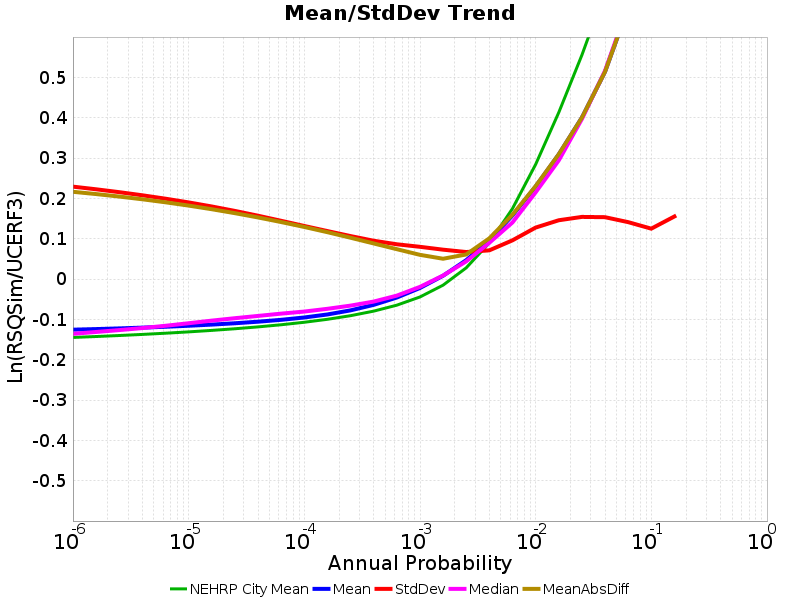 Mean/StdDev Trend
Ln(RSQSim/UCERF3)
0.5
0.4
0.3
0.2
0.1
0
-0.1
-0.2
-0.3
-0.4
-0.5
10^-6 10^-5 10^-4 10^-3 10^-2 10^-1 10^0
Annual Probability
NEHRP City Mean Mean StdDev Median MeanAbsDiff